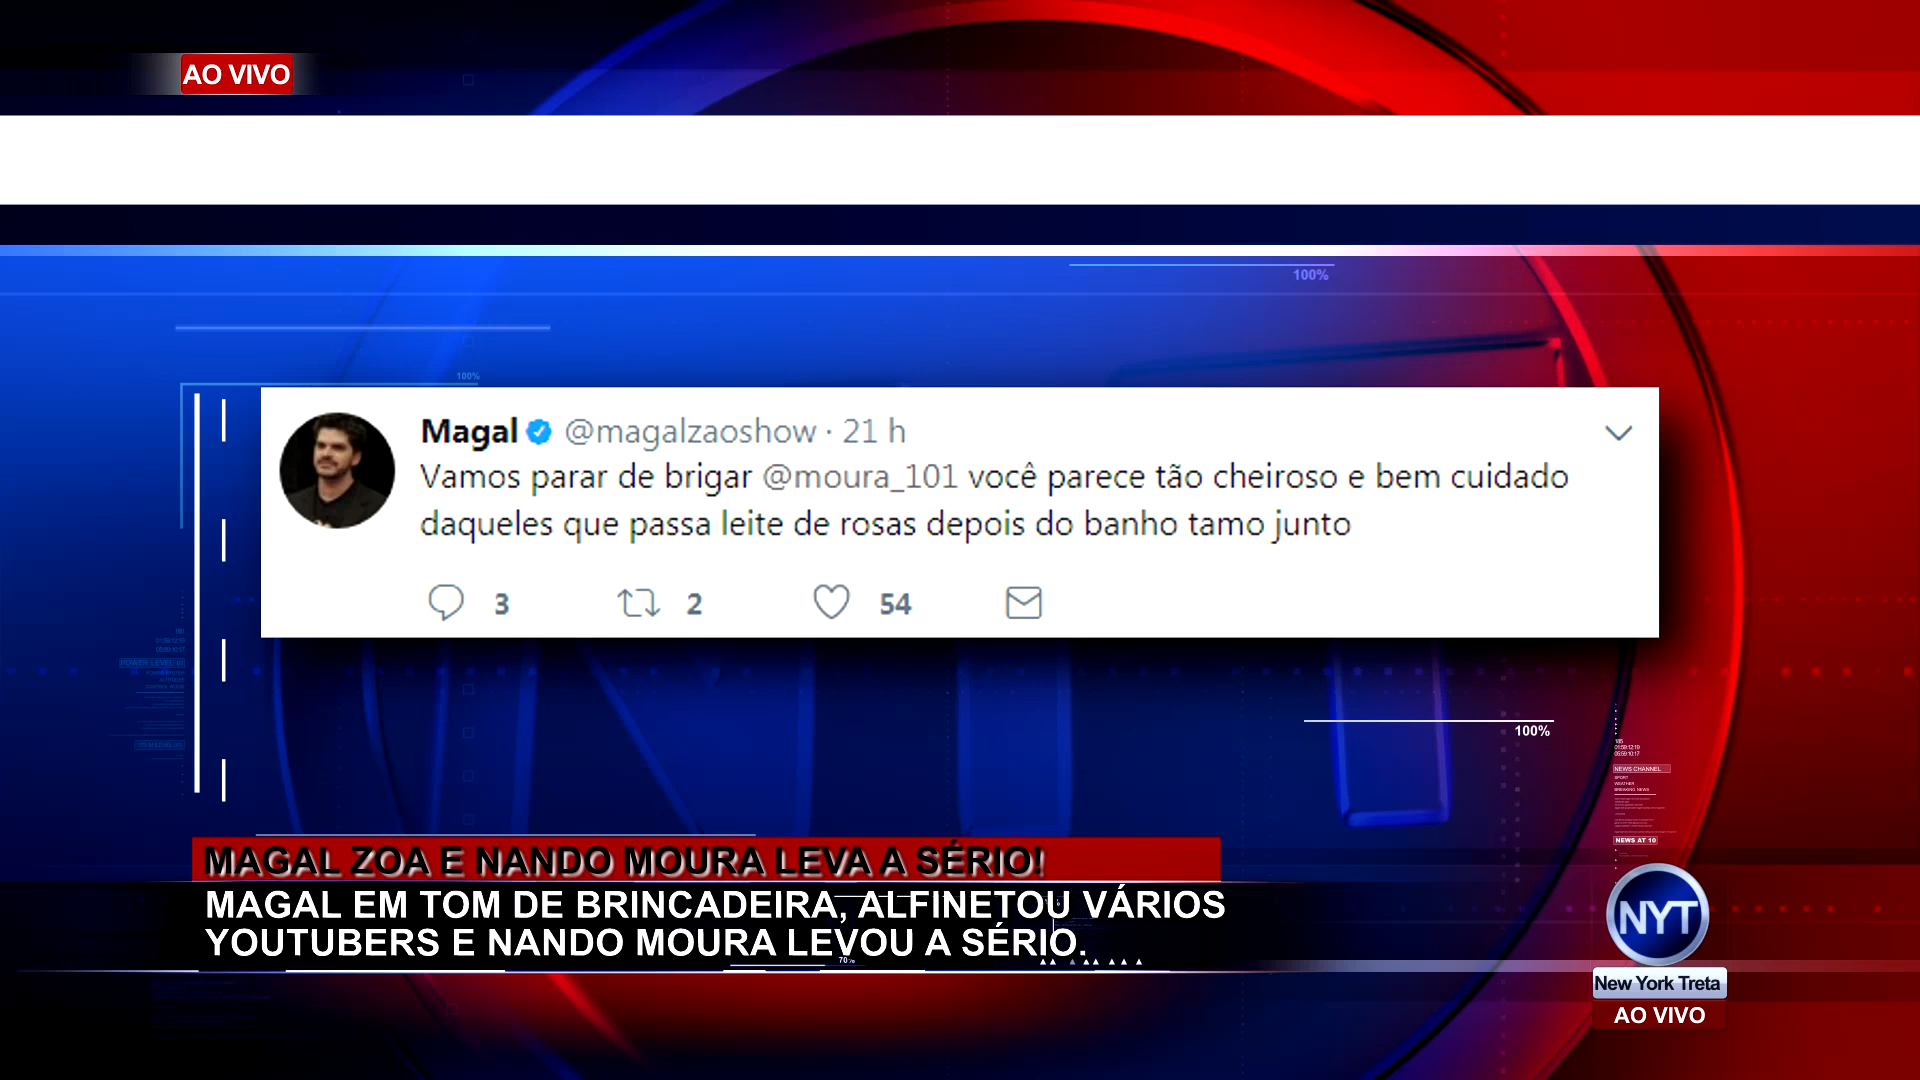 AO VIVO
100%
100%
Magal @magalzaoshow · 21 h
Vamos parar de brigar @moura_101 você parece tão cheiroso e bem cuidado
daqueles que passa leite de rosas depois do banho tamo junto
3 2 54
100%
NEWS CHANNEL
SPORT
WEATHER
BREAKING NEWS
NEWS AT 10
MAGAL ZOA E NANDO MOURA LEVA A SÉRIO!
MAGAL EM TOM DE BRINCADEIRA, ALFINETOU VÁRIOS
YOUTUBERS E NANDO MOURA LEVOU A SÉRIO.
70%
NYT
New York Treta
AO VIVO